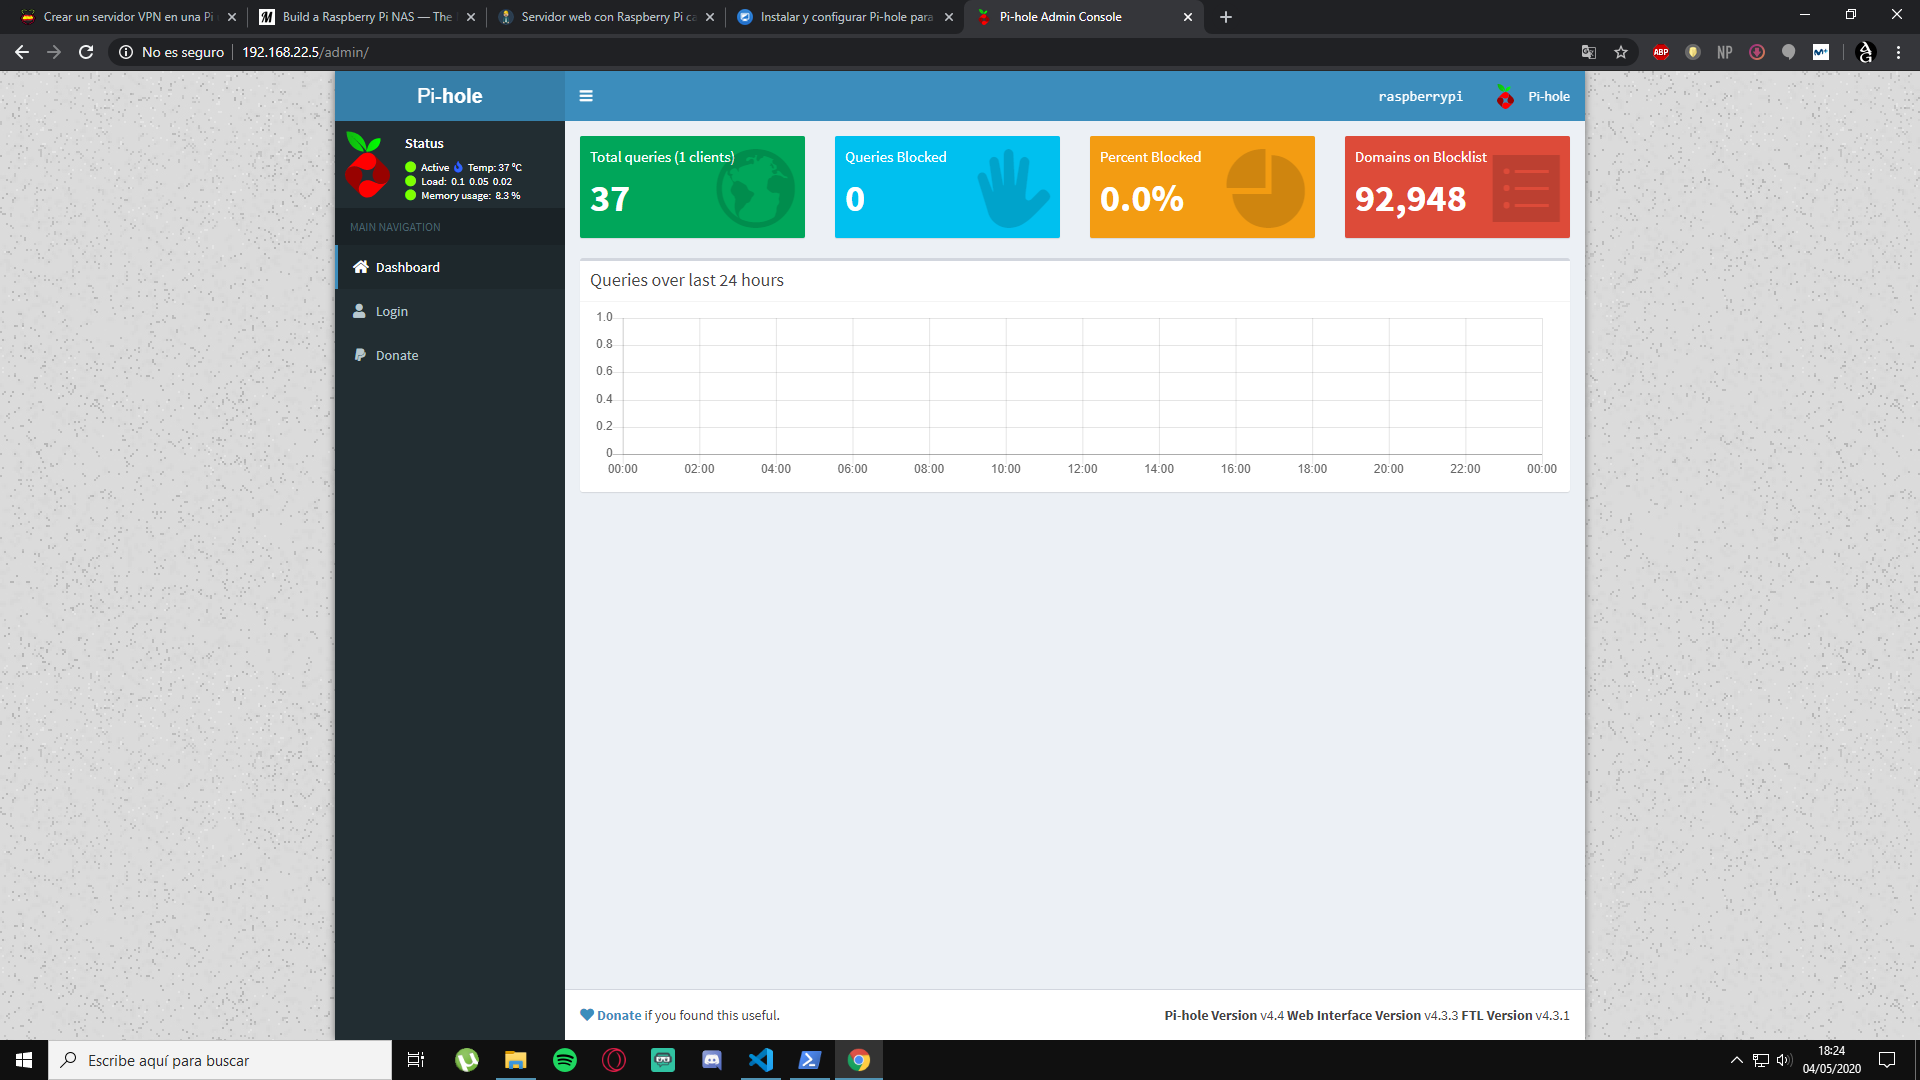 Crear un servidor VPN en una Pi
Build a Raspberry Pi NAS — The
Servidor web con Raspberry Pi ca
Instalar y configurar Pi-hole para
Pi-hole Admin Console
No es seguro
192.168.22.5/admin/
ABP
NP
Pi-hole
raspberrypi
Pi-hole
Status
Active Temp: 37 °C
Load: 0.1 0.05 0.02
Memory usage: 8.3 %
MAIN NAVIGATION
Dashboard
Login
Donate
Total queries (1 clients)
37
Queries Blocked
0
Percent Blocked
0.0%
Domains on Blocklist
92,948
Queries over last 24 hours
1.0
0.8
0.6
0.4
0.2
0
00:00 02:00 04:00 06:00 08:00 10:00 12:00 14:00 16:00 18:00 20:00 22:00 00:00
Donate if you found this useful.
Pi-hole Version v4.4 Web Interface Version v4.3.3 FTL Version v4.3.1
Escribe aquí para buscar
18:24
04/05/2020